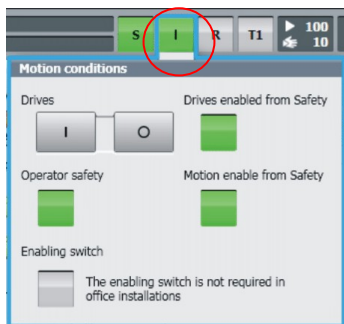 S I R T1 100
10
Motion conditions
Drives Drives enabled from Safety
I O
Operator safety Motion enable from Safety
Enabling switch
The enabling switch is not required in
office installations